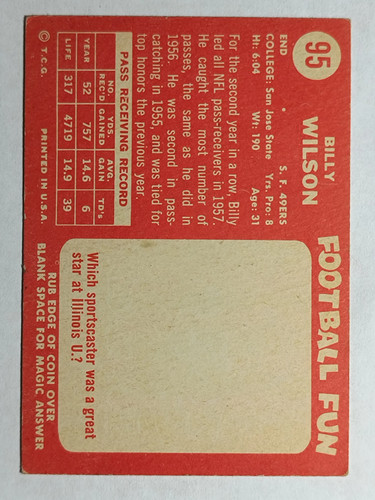 95
BILLY
WILSON
END * S. F. 49ERS
COLLEGE: San Jose State Yrs. Pro: 8
Ht: 6:04 Wt: 190 Age: 31
For the second year in a row, Billy
led all NFL pass-receivers in 1957.
He caught the most number of
passes, the same as he did in
1956. He was second in pass-
catching in 1955, and was tied for
top honors the previous year.
PASS RECEIVING RECORD
NO. YDS. AVG.
REC'D GAINED GAIN TD's
YEAR 52 757 14.6 6
LIFE 317 4719 14.9 39
© T.C.G. PRINTED IN U.S.A.
FOOTBALL FUN
Which sportscaster was a great
star at Illinois U.?
RUB EDGE OF COIN OVER
BLANK SPACE FOR MAGIC ANSWER